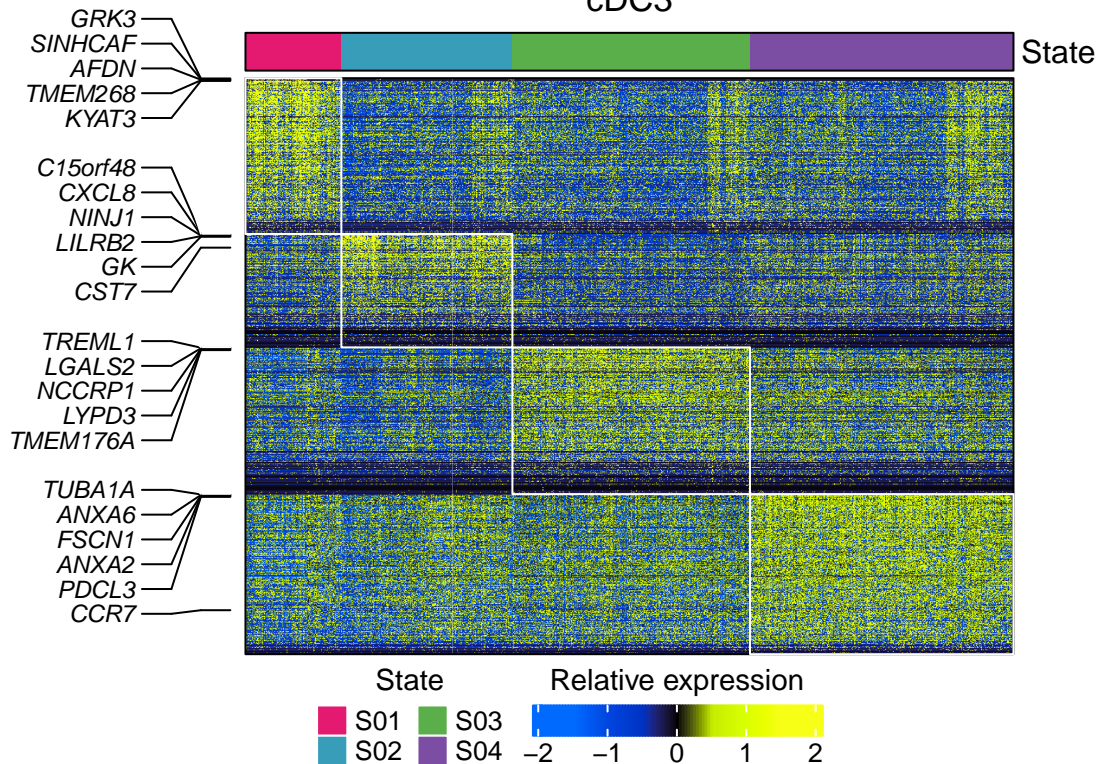 cDC3
State
GRK3
SINHCAF
AFDN
TMEM268
KYAT3
C15orf48
CXCL8
NINJ1
LILRB2
GK
CST7
TREML1
LGALS2
NCCRP1
LYPD3
TMEM176A
TUBA1A
ANXA6
FSCN1
ANXA2
PDCL3
CCR7
State Relative expression
S01 S03
S02 S04
−2 −1 0 1 2